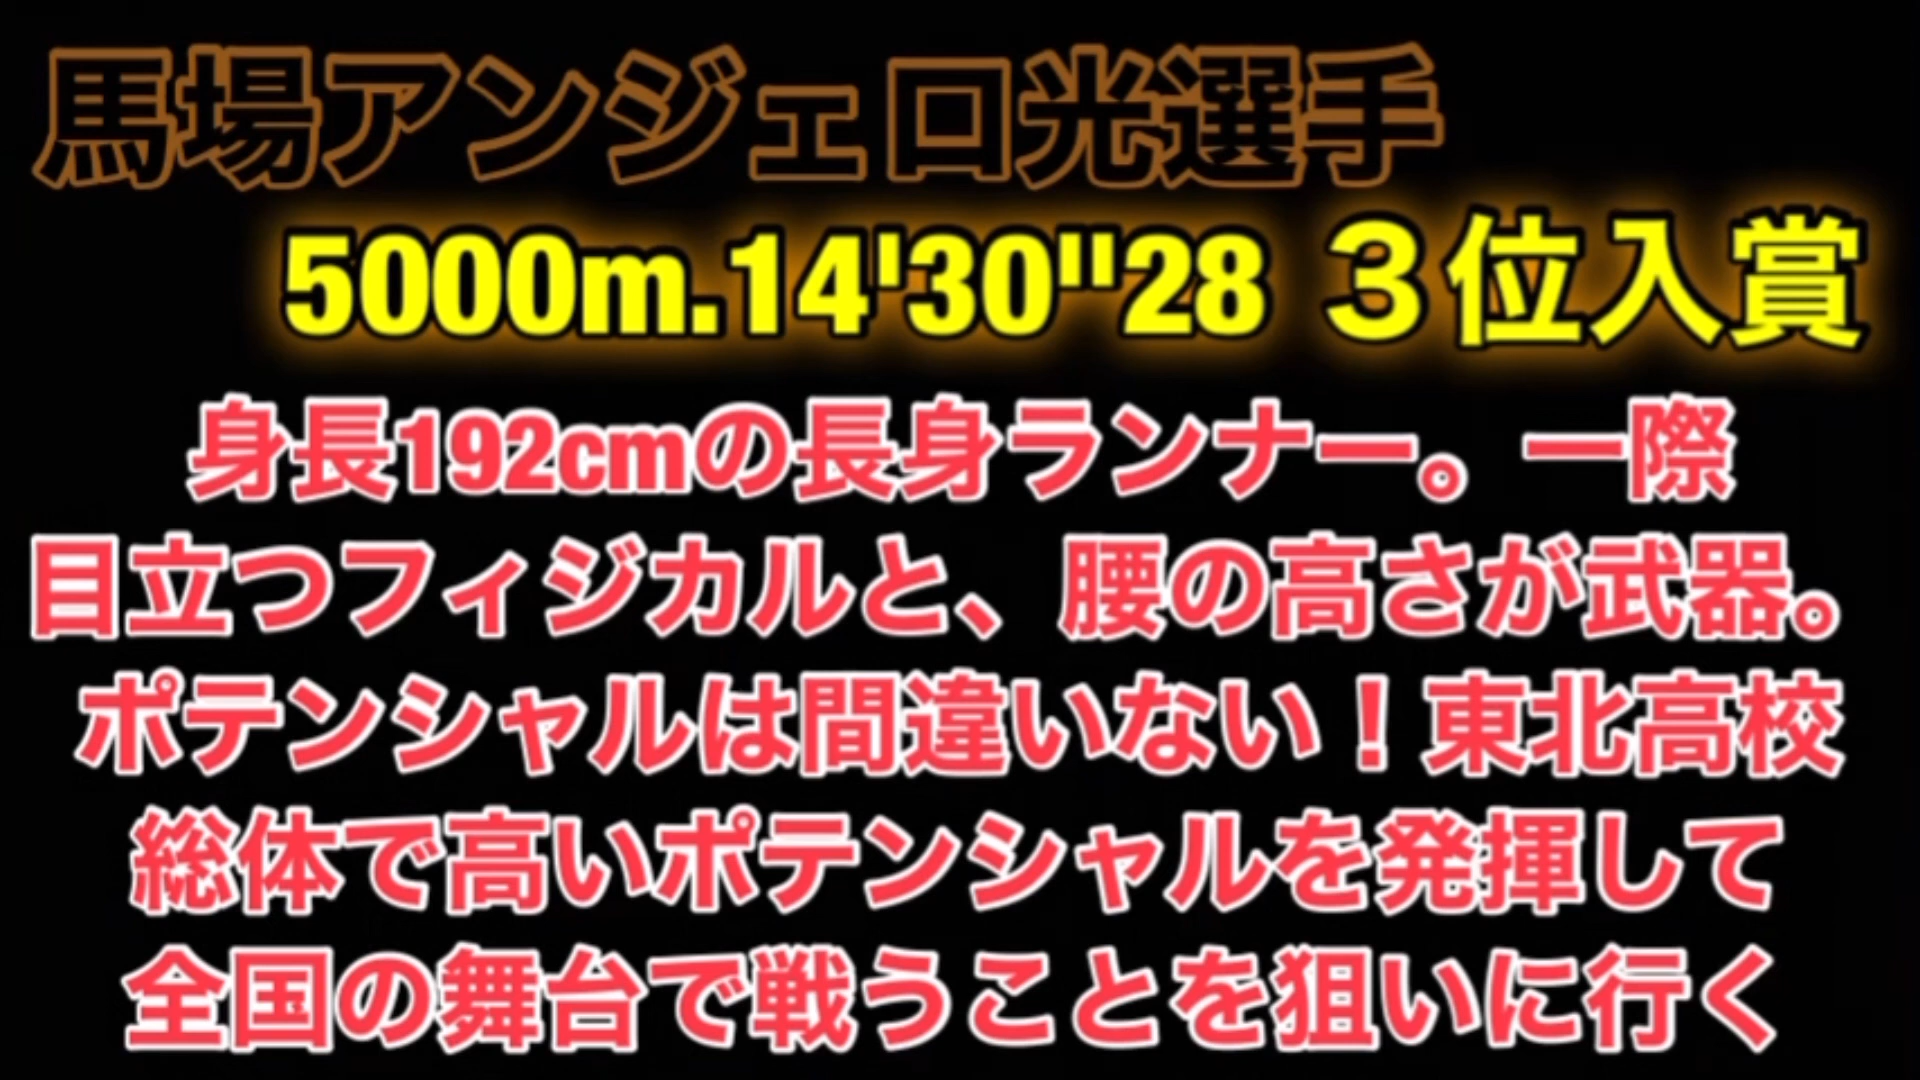 馬場アンジェロ光選手
5000m.14'30"28 ３位入賞
身長192cmの長身ランナー。一際
目立つフィジカルと、腰の高さが武器。
ポテンシャルは間違いない！東北高校
総体で高いポテンシャルを発揮して
全国の舞台で戦うことを狙いに行く